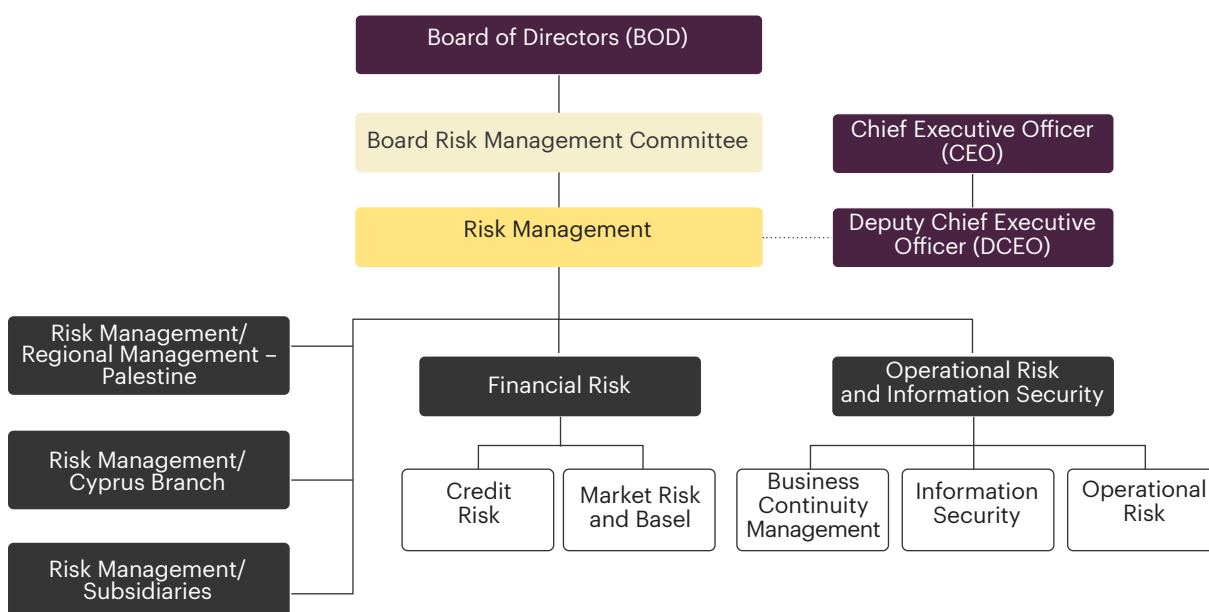 Board of Directors (BOD)
Board Risk Management Committee
Chief Executive Officer
(CEO)
Risk Management
Deputy Chief Executive
Officer (DCEO)
Risk Management/
Regional Management –
Palestine
Financial Risk
Operational Risk
and Information Security
Risk Management/
Cyprus Branch
Credit
Risk
Market Risk
and Basel
Business
Continuity
Management
Information
Security
Operational
Risk
Risk Management/
Subsidiaries